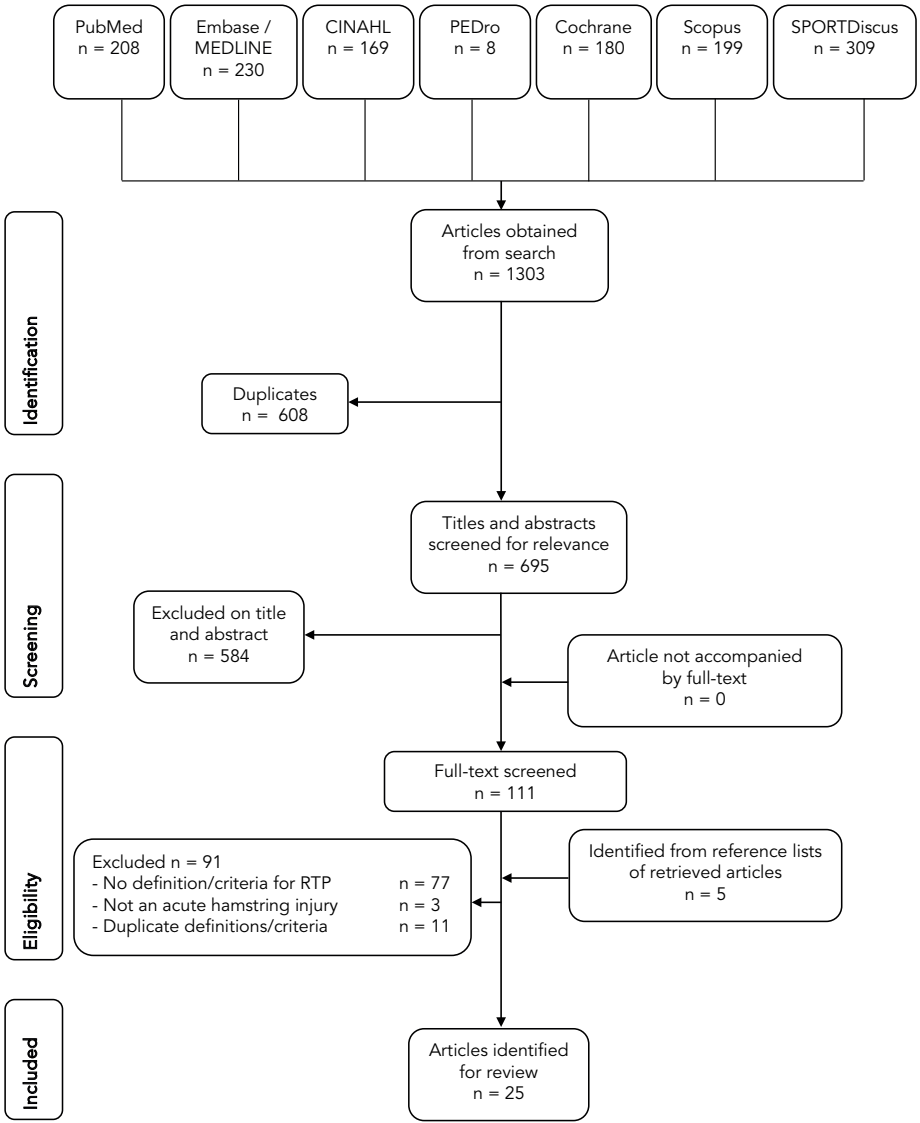 PubMed
n = 208
Embase /
MEDLINE
n = 230
CINAHL
n = 169
PEDro
n = 8
Cochrane
n = 180
Scopus
n = 199
SPORTDiscus
n = 309
Identification
Articles obtained
from search
n = 1303
Duplicates
n = 608
Screening
Titles and abstracts
screened for relevance
n = 695
Excluded on title
and abstract
n = 584
Article not accompanied
by full-text
n = 0
Eligibility
Full-text screened
n = 111
Identified from reference lists
of retrieved articles
n = 5
Excluded n = 91
- No definition/criteria for RTP n = 77
- Not an acute hamstring injury n = 3
- Duplicate definitions/criteria n = 11
Included
Articles identified
for review
n = 25